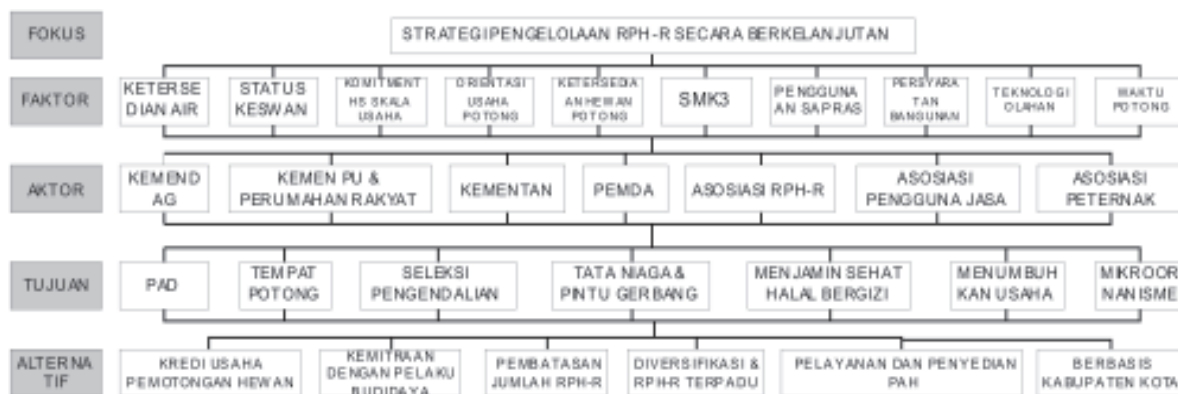 FOKUS
STRATEGI PENGELOLAAN RPH-R SECARA BERKELANJUTAN
FAKTOR
KETERSE
DIAN AIR
STATUS
KESWAN
KOMITMENT
HS SKALA
USAHA
ORIENTASI
USAHA
POTONG
KETERSEDIA
AN HEWAN
POTONG
SMK3
PENGGUNA
AN SAPRAS
PERSYARA
TAN
BANGUNAN
TEKNOLOGI
OLAHAN
WAKTU
POTONG
AKTOR
KEMEND
AG
KEMEN PU &
PERUMAHAN RAKYAT
KEMENTAN
PEMDA
ASOSIASI RPH-R
ASOSIASI
PENGGUNA JASA
ASOSIASI
PETERNAK
TUJUAN
PAD
TEMPAT
POTONG
SELEKSI
PENGENDALIAN
TATA NIAGA &
PINTU GERBANG
MENJAMIN SEHAT
HALAL BERGIZI
MENUMBUH
KAN USAHA
MIKROOR
NANISME
ALTERNA
TIF
KREDI USAHA
PEMOTONGAN HEWAN
KEMITRAAN
DENGAN PELAKU
BUDIDAYA
PEMBATASAN
JUMLAH RPH-R
DIVERSIFIKASI &
RPH-R TERPADU
PELAYANAN DAN PENYEDIAN
PAH
BERBASIS
KABUPATEN KOTA